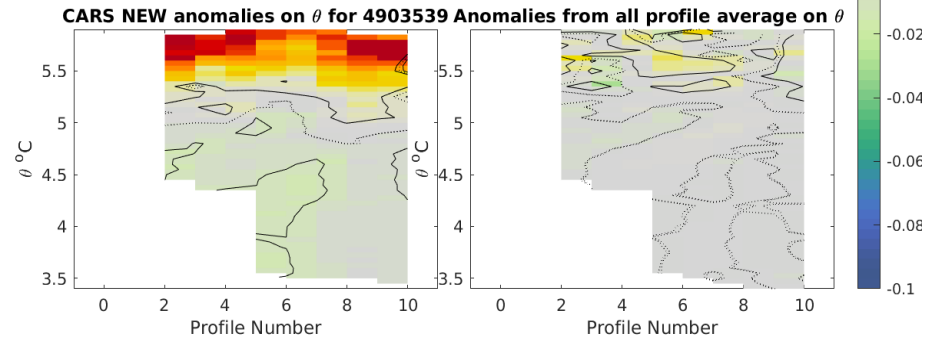 CARS NEW anomalies on θ for 4903539
Anomalies from all profile average on θ
5.5
5
4.5
4
3.5
θ °C
0 2 4 6 8 10
Profile Number
5.5
5
4.5
4
3.5
θ °C
0 2 4 6 8 10
Profile Number
-0.02
-0.04
-0.06
-0.08
-0.1